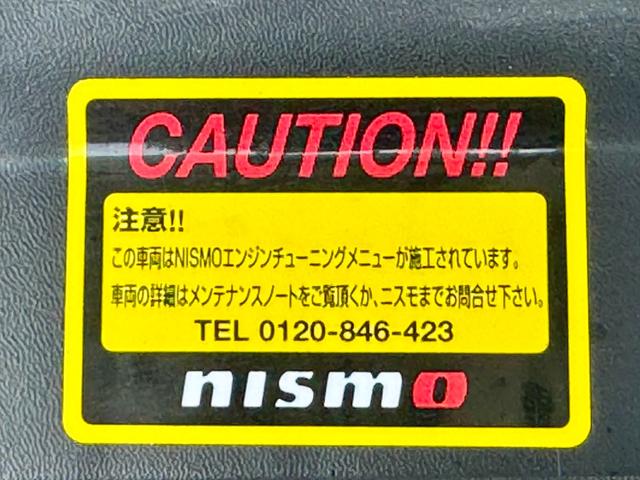 CAUTION!!
注意!!
この車両はNISMOエンジンチューニングメニューが施工されています。
車両の詳細はメンテナンスノートをご覧頂くか、ニスモまでお問合せ下さい。
TEL 0120-846-423
nismo